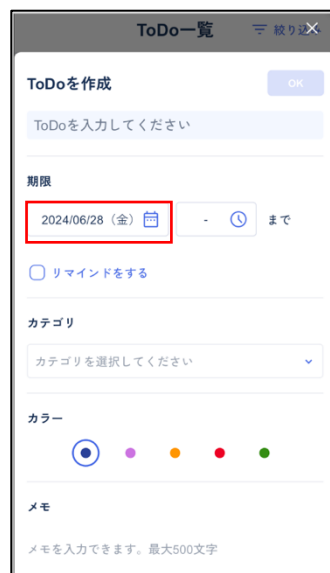 ToDo一覧 絞り込み
ToDoを作成 OK
ToDoを入力してください
期限
2024/06/28（金） - まで
リマインドをする
カテゴリ
カテゴリを選択してください
カラー
メモ
メモを入力できます。最大500文字